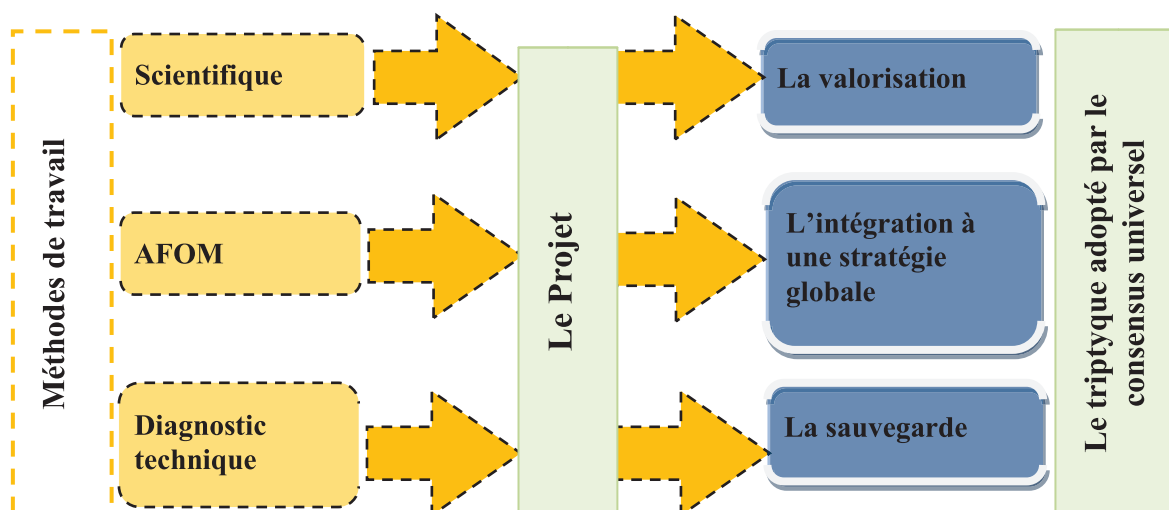 Méthodes de travail
Scientifique
AFOM
Diagnostic
technique
Le Projet
La valorisation
L’intégration à
une stratégie
globale
La sauvegarde
Le triptyque adopté par le
consensus universel